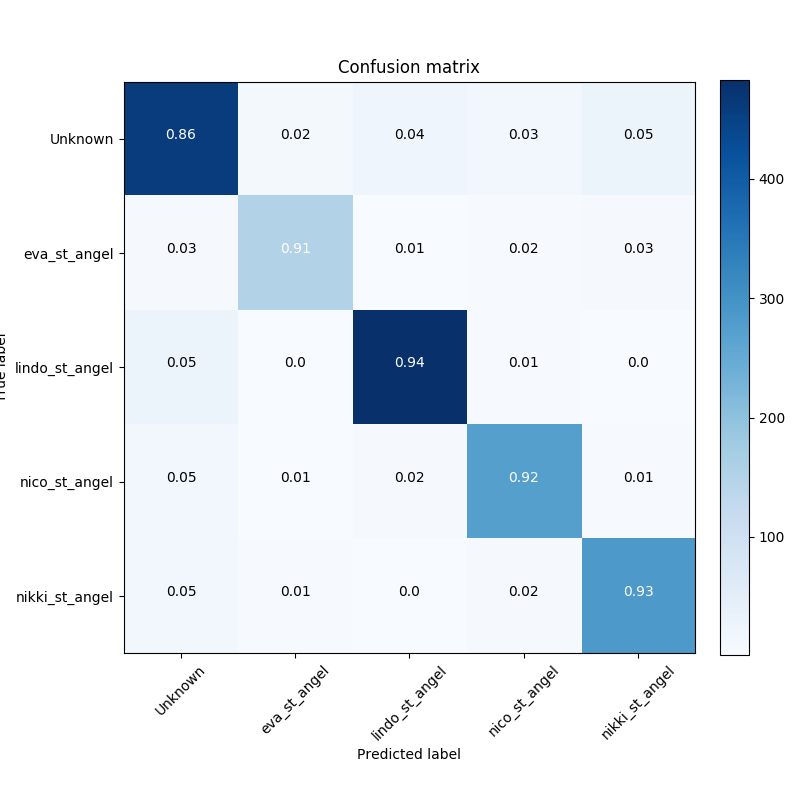 Confusion matrix
Unknown 0.86 0.02 0.04 0.03 0.05
eva_st_angel 0.03 0.91 0.01 0.02 0.03
lindo_st_angel 0.05 0.0 0.94 0.01 0.0
nico_st_angel 0.05 0.01 0.02 0.92 0.01
nikki_st_angel 0.05 0.01 0.0 0.02 0.93
Unknown eva_st_angel lindo_st_angel nico_st_angel nikki_st_angel
Predicted label
400
300
200
100